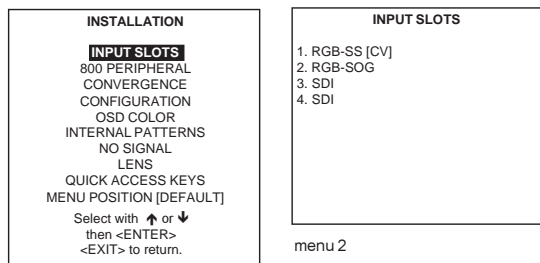 INSTALLATION
INPUT SLOTS
800 PERIPHERAL
CONVERGENCE
CONFIGURATION
OSD COLOR
INTERNAL PATTERNS
NO SIGNAL
LENS
QUICK ACCESS KEYS
MENU POSITION [DEFAULT]
Select with ↑ or ↓
then <ENTER>
<EXIT> to return.
INPUT SLOTS
1. RGB-SS [CV]
2. RGB-SOG
3. SDI
4. SDI
menu 2